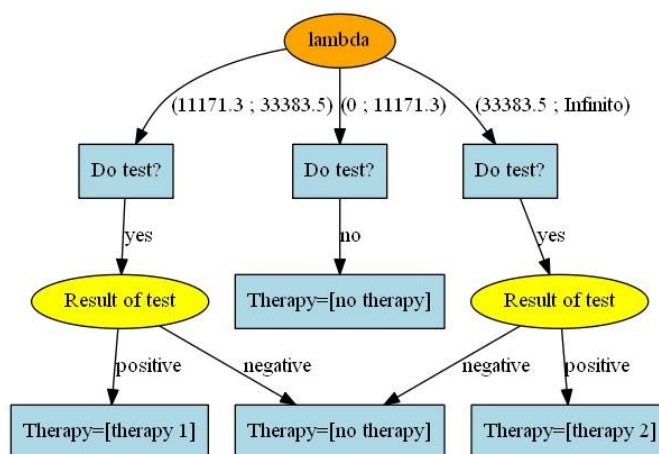 lambda
(11171.3 ; 33383.5) (0 ; 11171.3) (33383.5 ; Infinito)
Do test? Do test? Do test?
yes no yes
Result of test Therapy=[no therapy] Result of test
positive negative negative positive
Therapy=[therapy 1] Therapy=[no therapy] Therapy=[therapy 2]